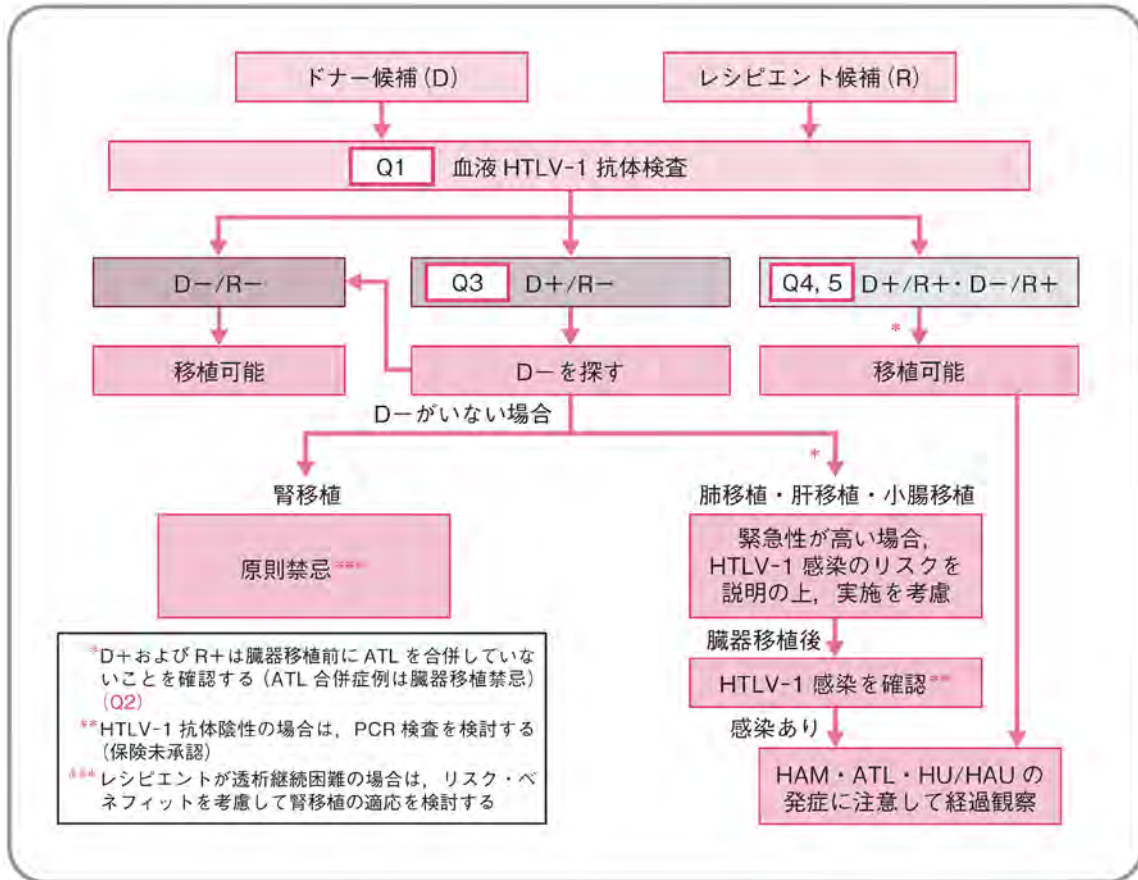 ドナー候補(D)
レシピエント候補(R)
Q1 血液 HTLV-1 抗体検査
D−/R−
Q3 D+/R−
Q4, 5 D+/R+・D−/R+
*
移植可能
D−を探す
移植可能
D−がいない場合
*
腎移植
肺移植・肝移植・小腸移植
原則禁忌***
緊急性が高い場合,
HTLV-1 感染のリスクを
説明の上,実施を考慮
臓器移植後
HTLV-1 感染を確認**
感染あり
HAM・ATL・HU/HAU の
発症に注意して経過観察
*D+および R+は臓器移植前に ATL を合併していな
いことを確認する(ATL 合併症例は臓器移植禁忌)
(Q2)
**HTLV-1 抗体陰性の場合は,PCR 検査を検討する
(保険未承認)
***レシピエントが透析継続困難の場合は,リスク・ベ
ネフィットを考慮して腎移植の適応を検討する